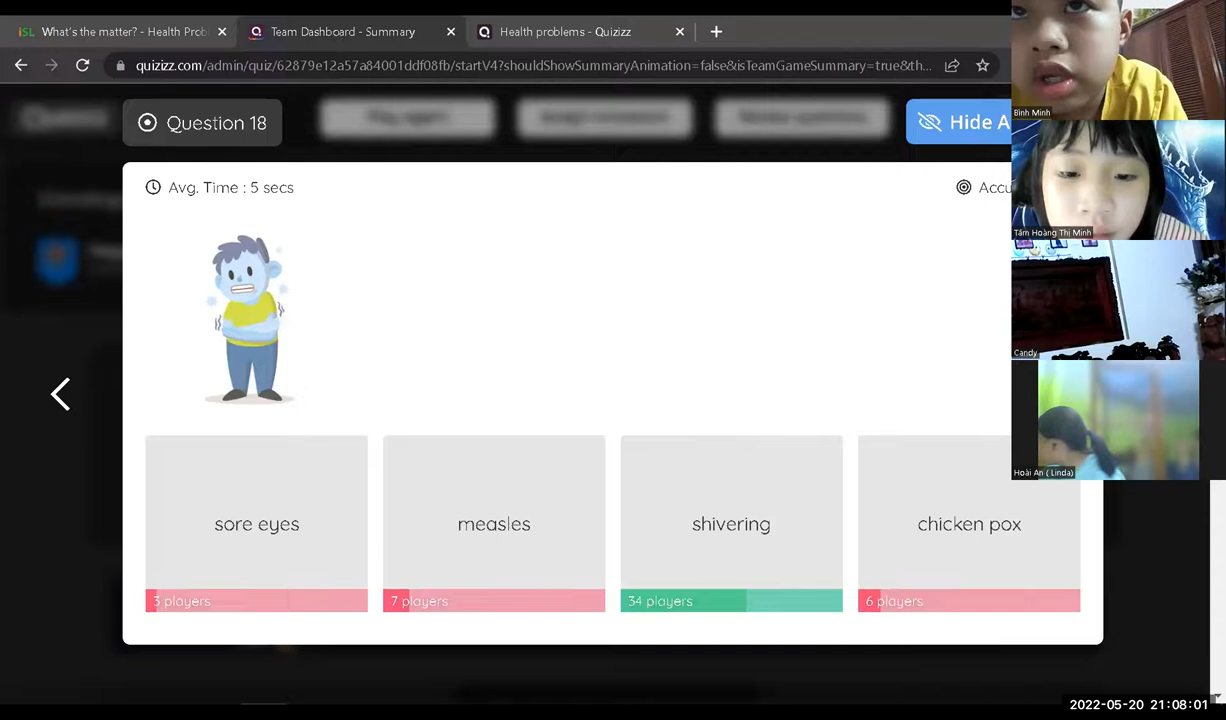 iSL What's the matter? - Health Prob
Team Dashboard - Summary
Health problems - Quizizz
quizizz.com/admin/quiz/62879e12a57a84001ddf08fb/startV4?shouldShowSummaryAnimation=false&isTeamGameSummary=true&th...
Question 18
Hide A
Avg. Time : 5 secs
Accu
Bình Minh
Tâm Hoàng Thị Minh
Candy
Hoài An ( Linda)
sore eyes
measles
shivering
chicken pox
3 players
7 players
34 players
6 players
2022-05-20 21:08:01